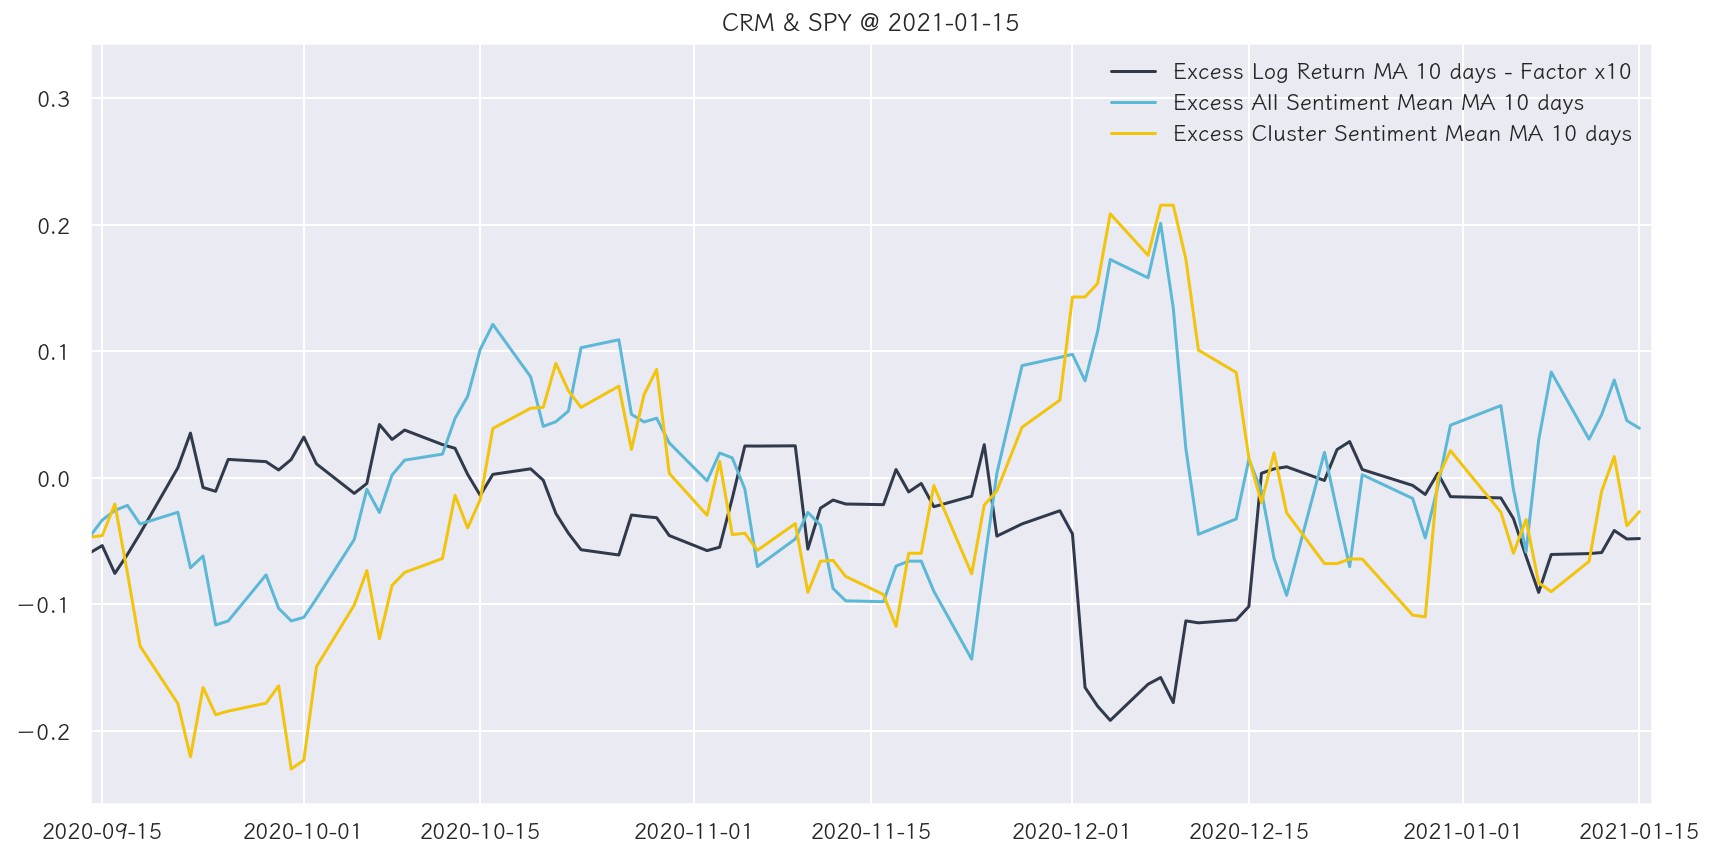 CRM & SPY @ 2021-01-15
Excess Log Return MA 10 days - Factor x10
Excess All Sentiment Mean MA 10 days
Excess Cluster Sentiment Mean MA 10 days
0.3
0.2
0.1
0.0
−0.1
−0.2
2020-09-15 2020-10-01 2020-10-15 2020-11-01 2020-11-15 2020-12-01 2020-12-15 2021-01-01 2021-01-15